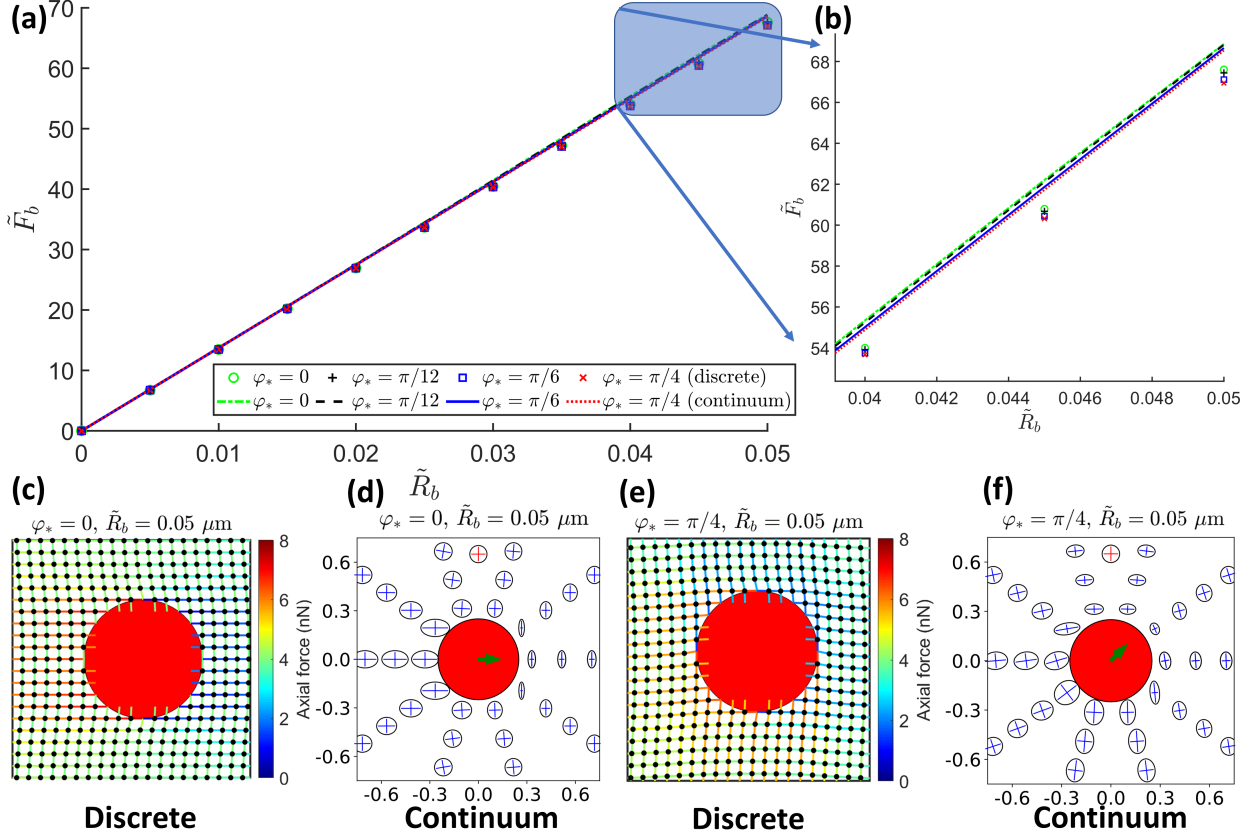 (a)
70
60
50
40
30
20
10
0
F̃_b
0 0.01 0.02 0.03 0.04 0.05
R̃_b
φ_* = 0 φ_* = π/12 φ_* = π/6 φ_* = π/4 (discrete)
φ_* = 0 φ_* = π/12 φ_* = π/6 φ_* = π/4 (continuum)
(b)
68
66
64
62
60
58
56
54
F̃_b
0.04 0.042 0.044 0.046 0.048 0.05
R̃_b
(c)
φ_* = 0, R̃_b = 0.05 μm
8
6
4
2
0
Axial force (nN)
Discrete
(d)
φ_* = 0, R̃_b = 0.05 μm
0.6
0.3
0.0
-0.3
-0.6
-0.6 -0.3 0.0 0.3 0.6
Continuum
(e)
φ_* = π/4, R̃_b = 0.05 μm
8
6
4
2
0
Axial force (nN)
Discrete
(f)
φ_* = π/4, R̃_b = 0.05 μm
0.6
0.3
0.0
-0.3
-0.6
-0.6 -0.3 0.0 0.3 0.6
Continuum